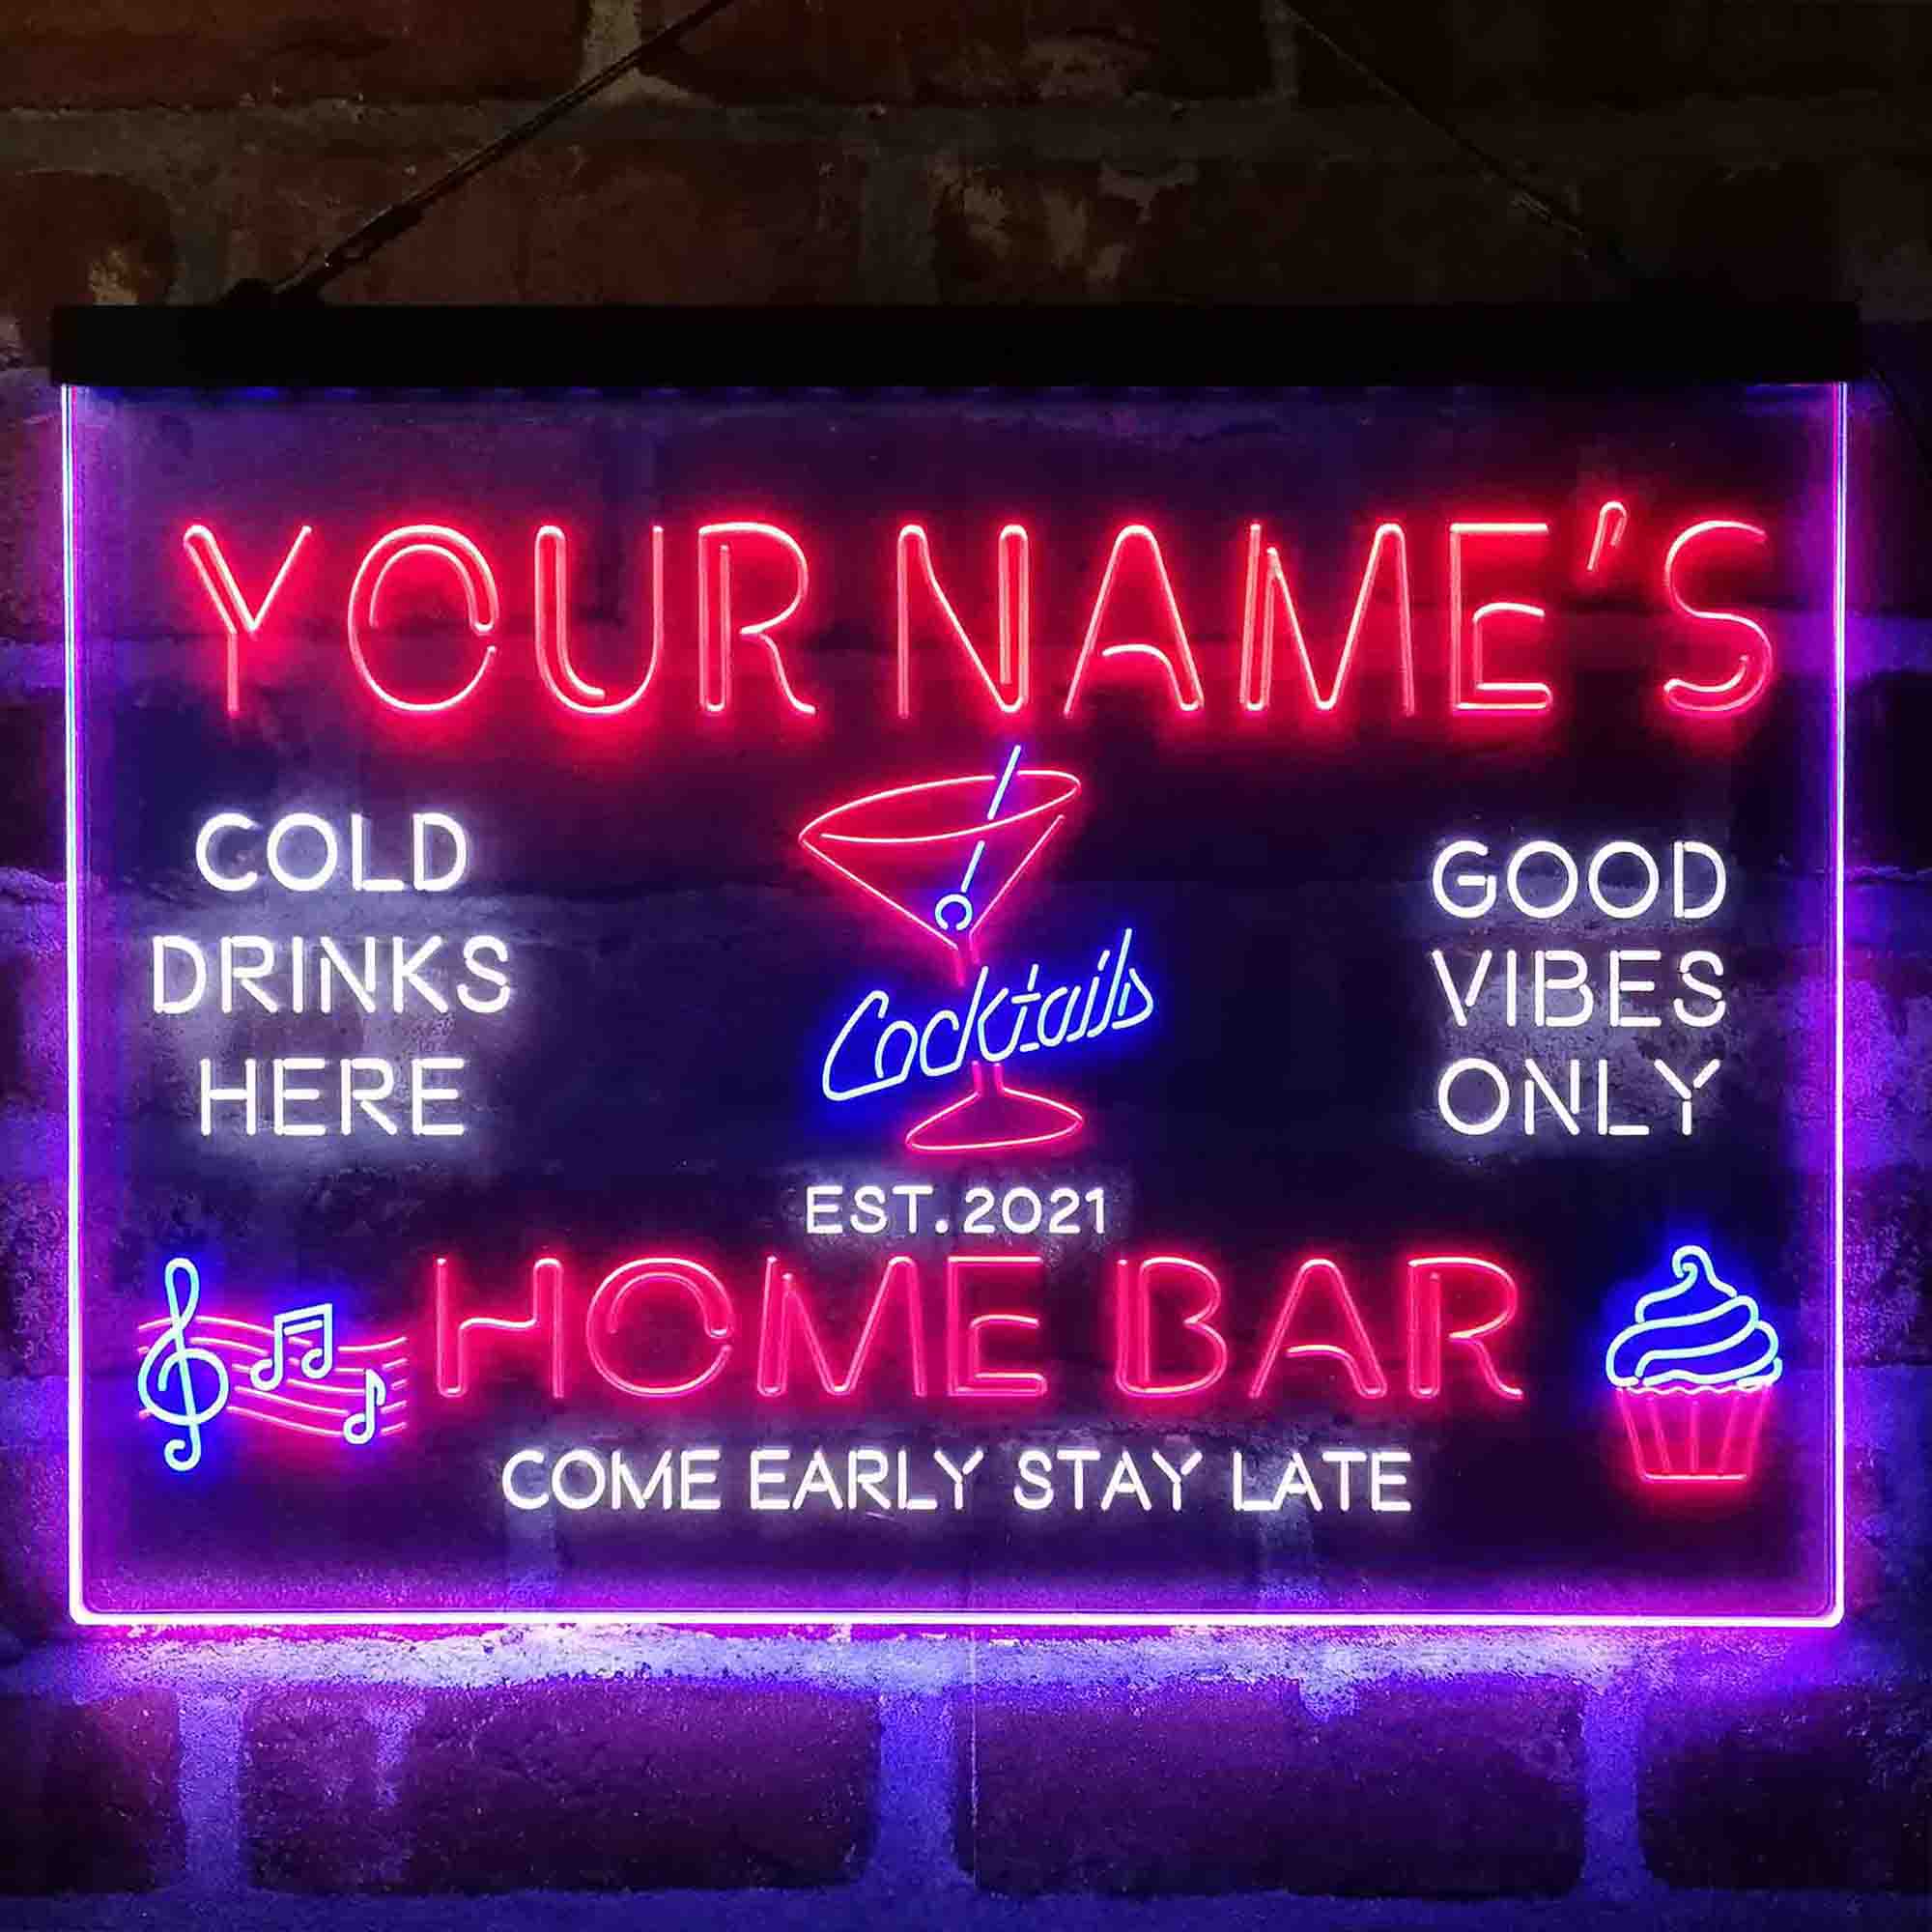 YOUR NAME'S
COLD
DRINKS
HERE
Cocktails
GOOD
VIBES
ONLY
EST. 2021
HOME BAR
COME EARLY STAY LATE